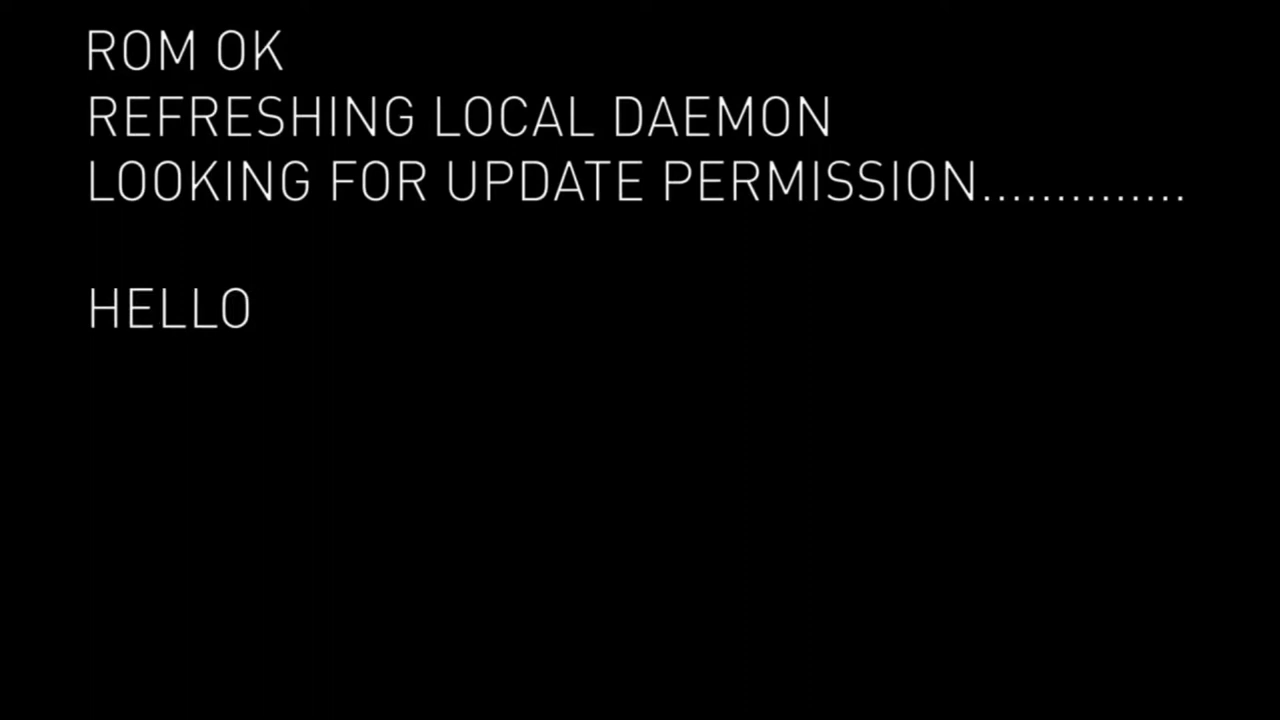 ROM OK
REFRESHING LOCAL DAEMON
LOOKING FOR UPDATE PERMISSION..............
HELLO